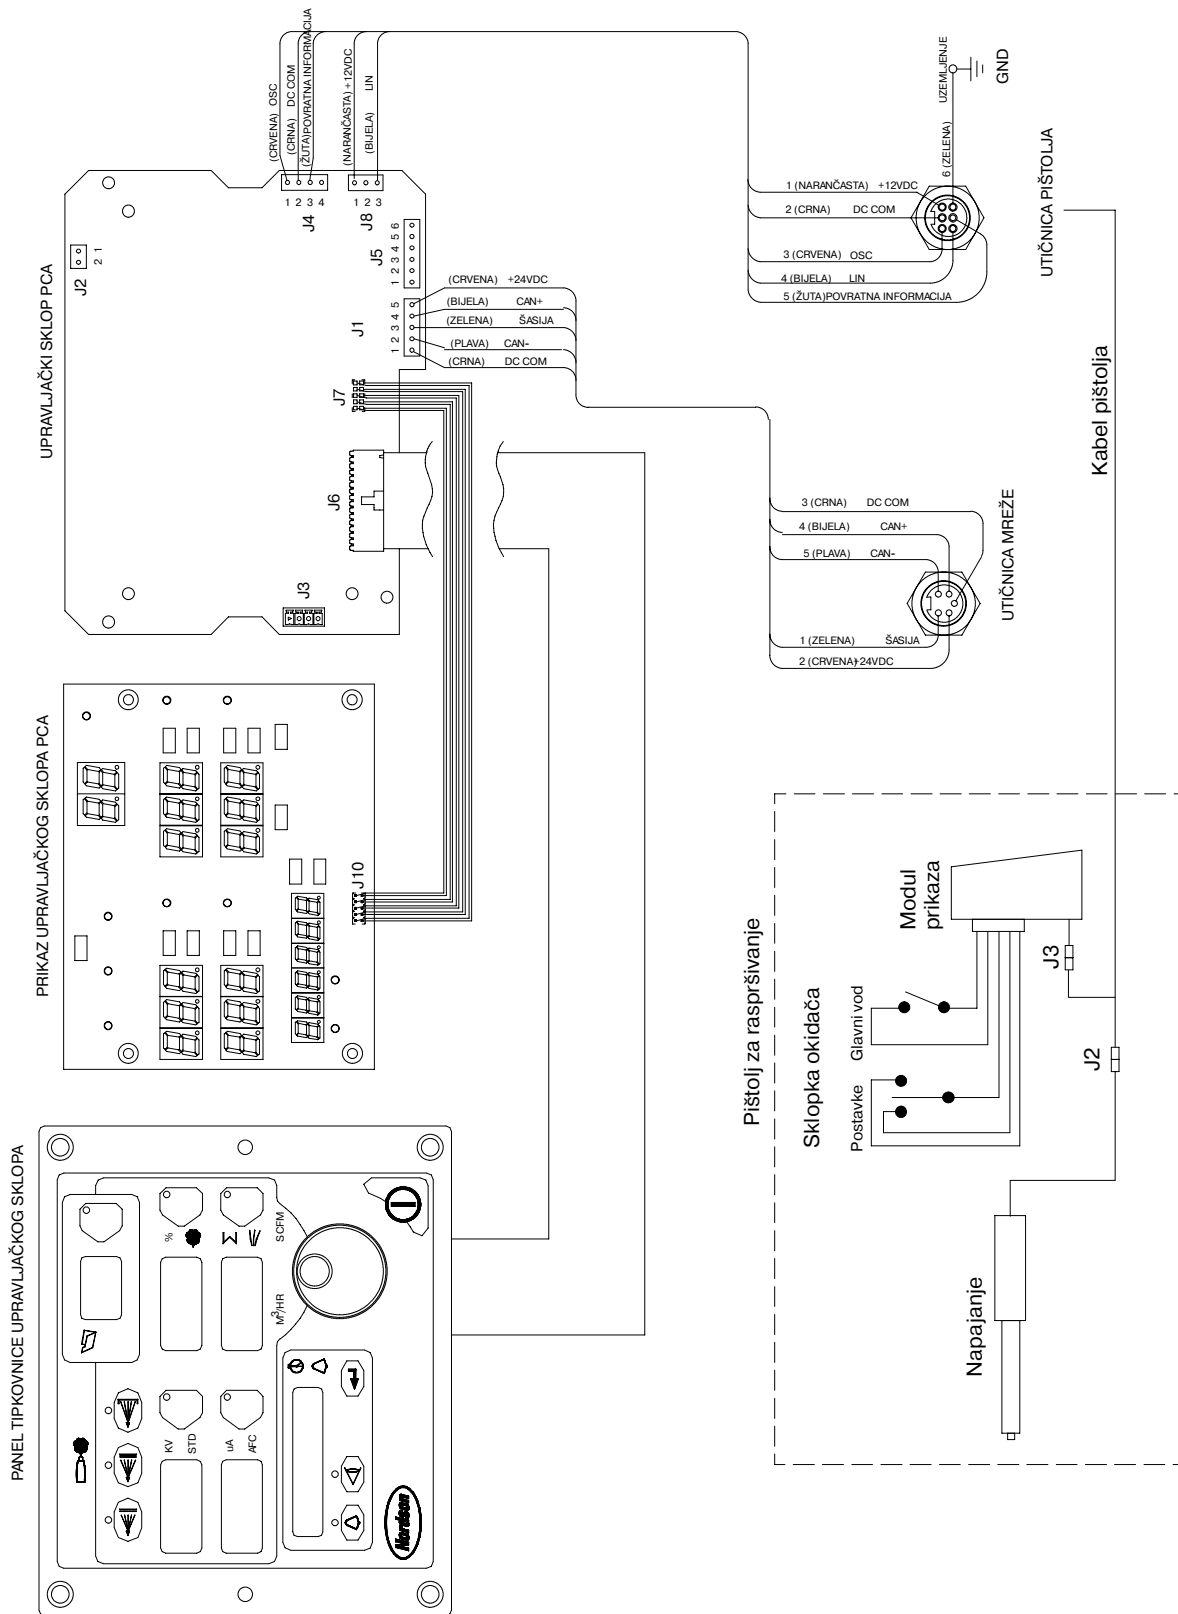 UPRAVLJAČKI SKLOP PCA
J2
2 1
(CRVENA) OSC
(CRNA) DC COM
(ŽUTA)POVRATNA INFORMACIJA
1 2 3 4
J4
(NARANČASTA) +12VDC
(BIJELA) LIN
1 2 3
J8
J5
1 2 3 4 5 6
J1
1 2 3 4 5
(CRVENA) +24VDC
(BIJELA) CAN+
(ZELENA) ŠASIJA
(PLAVA) CAN-
(CRNA) DC COM
J7
J6
J3
1 (NARANČASTA) +12VDC
2 (CRNA) DC COM
3 (CRVENA) OSC
4 (BIJELA) LIN
5 (ŽUTA)POVRATNA INFORMACIJA
6 (ZELENA) UZEMLJENJE
GND
UTIČNICA PIŠTOLJA
Kabel pištolja
3 (CRNA) DC COM
4 (BIJELA) CAN+
5 (PLAVA) CAN-
1 (ZELENA) ŠASIJA
2 (CRVENA)+24VDC
UTIČNICA MREŽE
PRIKAZ UPRAVLJAČKOG SKLOPA PCA
J10
PANEL TIPKOVNICE UPRAVLJAČKOG SKLOPA
%
SCFM
M3/HR
KV
STD
uA
AFC
Nordson
Pištolj za raspršivanje
Sklopka okidača
Postavke
Glavni vod
Modul
prikaza
J3
J2
Napajanje